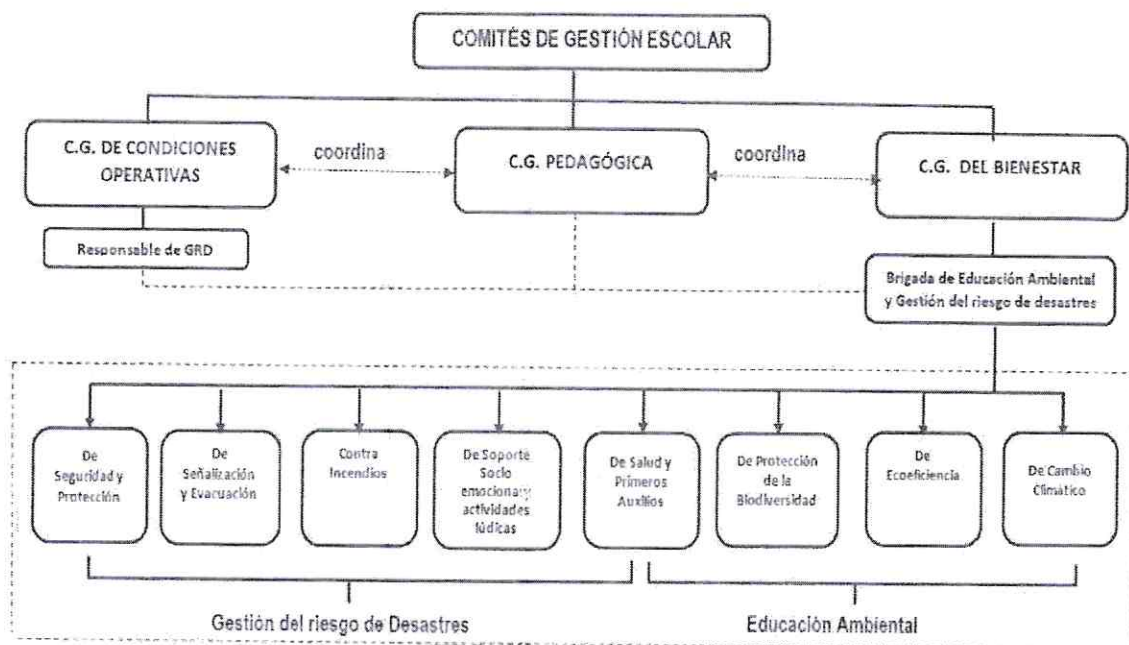 COMITÉS DE GESTIÓN ESCOLAR
C.G. DE CONDICIONES
OPERATIVAS
coordina
C.G. PEDAGÓGICA
coordina
C.G. DEL BIENESTAR
Responsable de GRD
Brigada de Educación Ambiental
y Gestión del riesgo de desastres
De
Seguridad y
Protección
De
Señalización
y Evacuación
Contra
Incendios
De Soporte
Socio
emocional y
actividades
lúdicas
De Salud y
Primeros
Auxilios
De Protección
de la
Biodiversidad
De
Ecoeficiencia
De Cambio
Climático
Gestión del riesgo de Desastres
Educación Ambiental